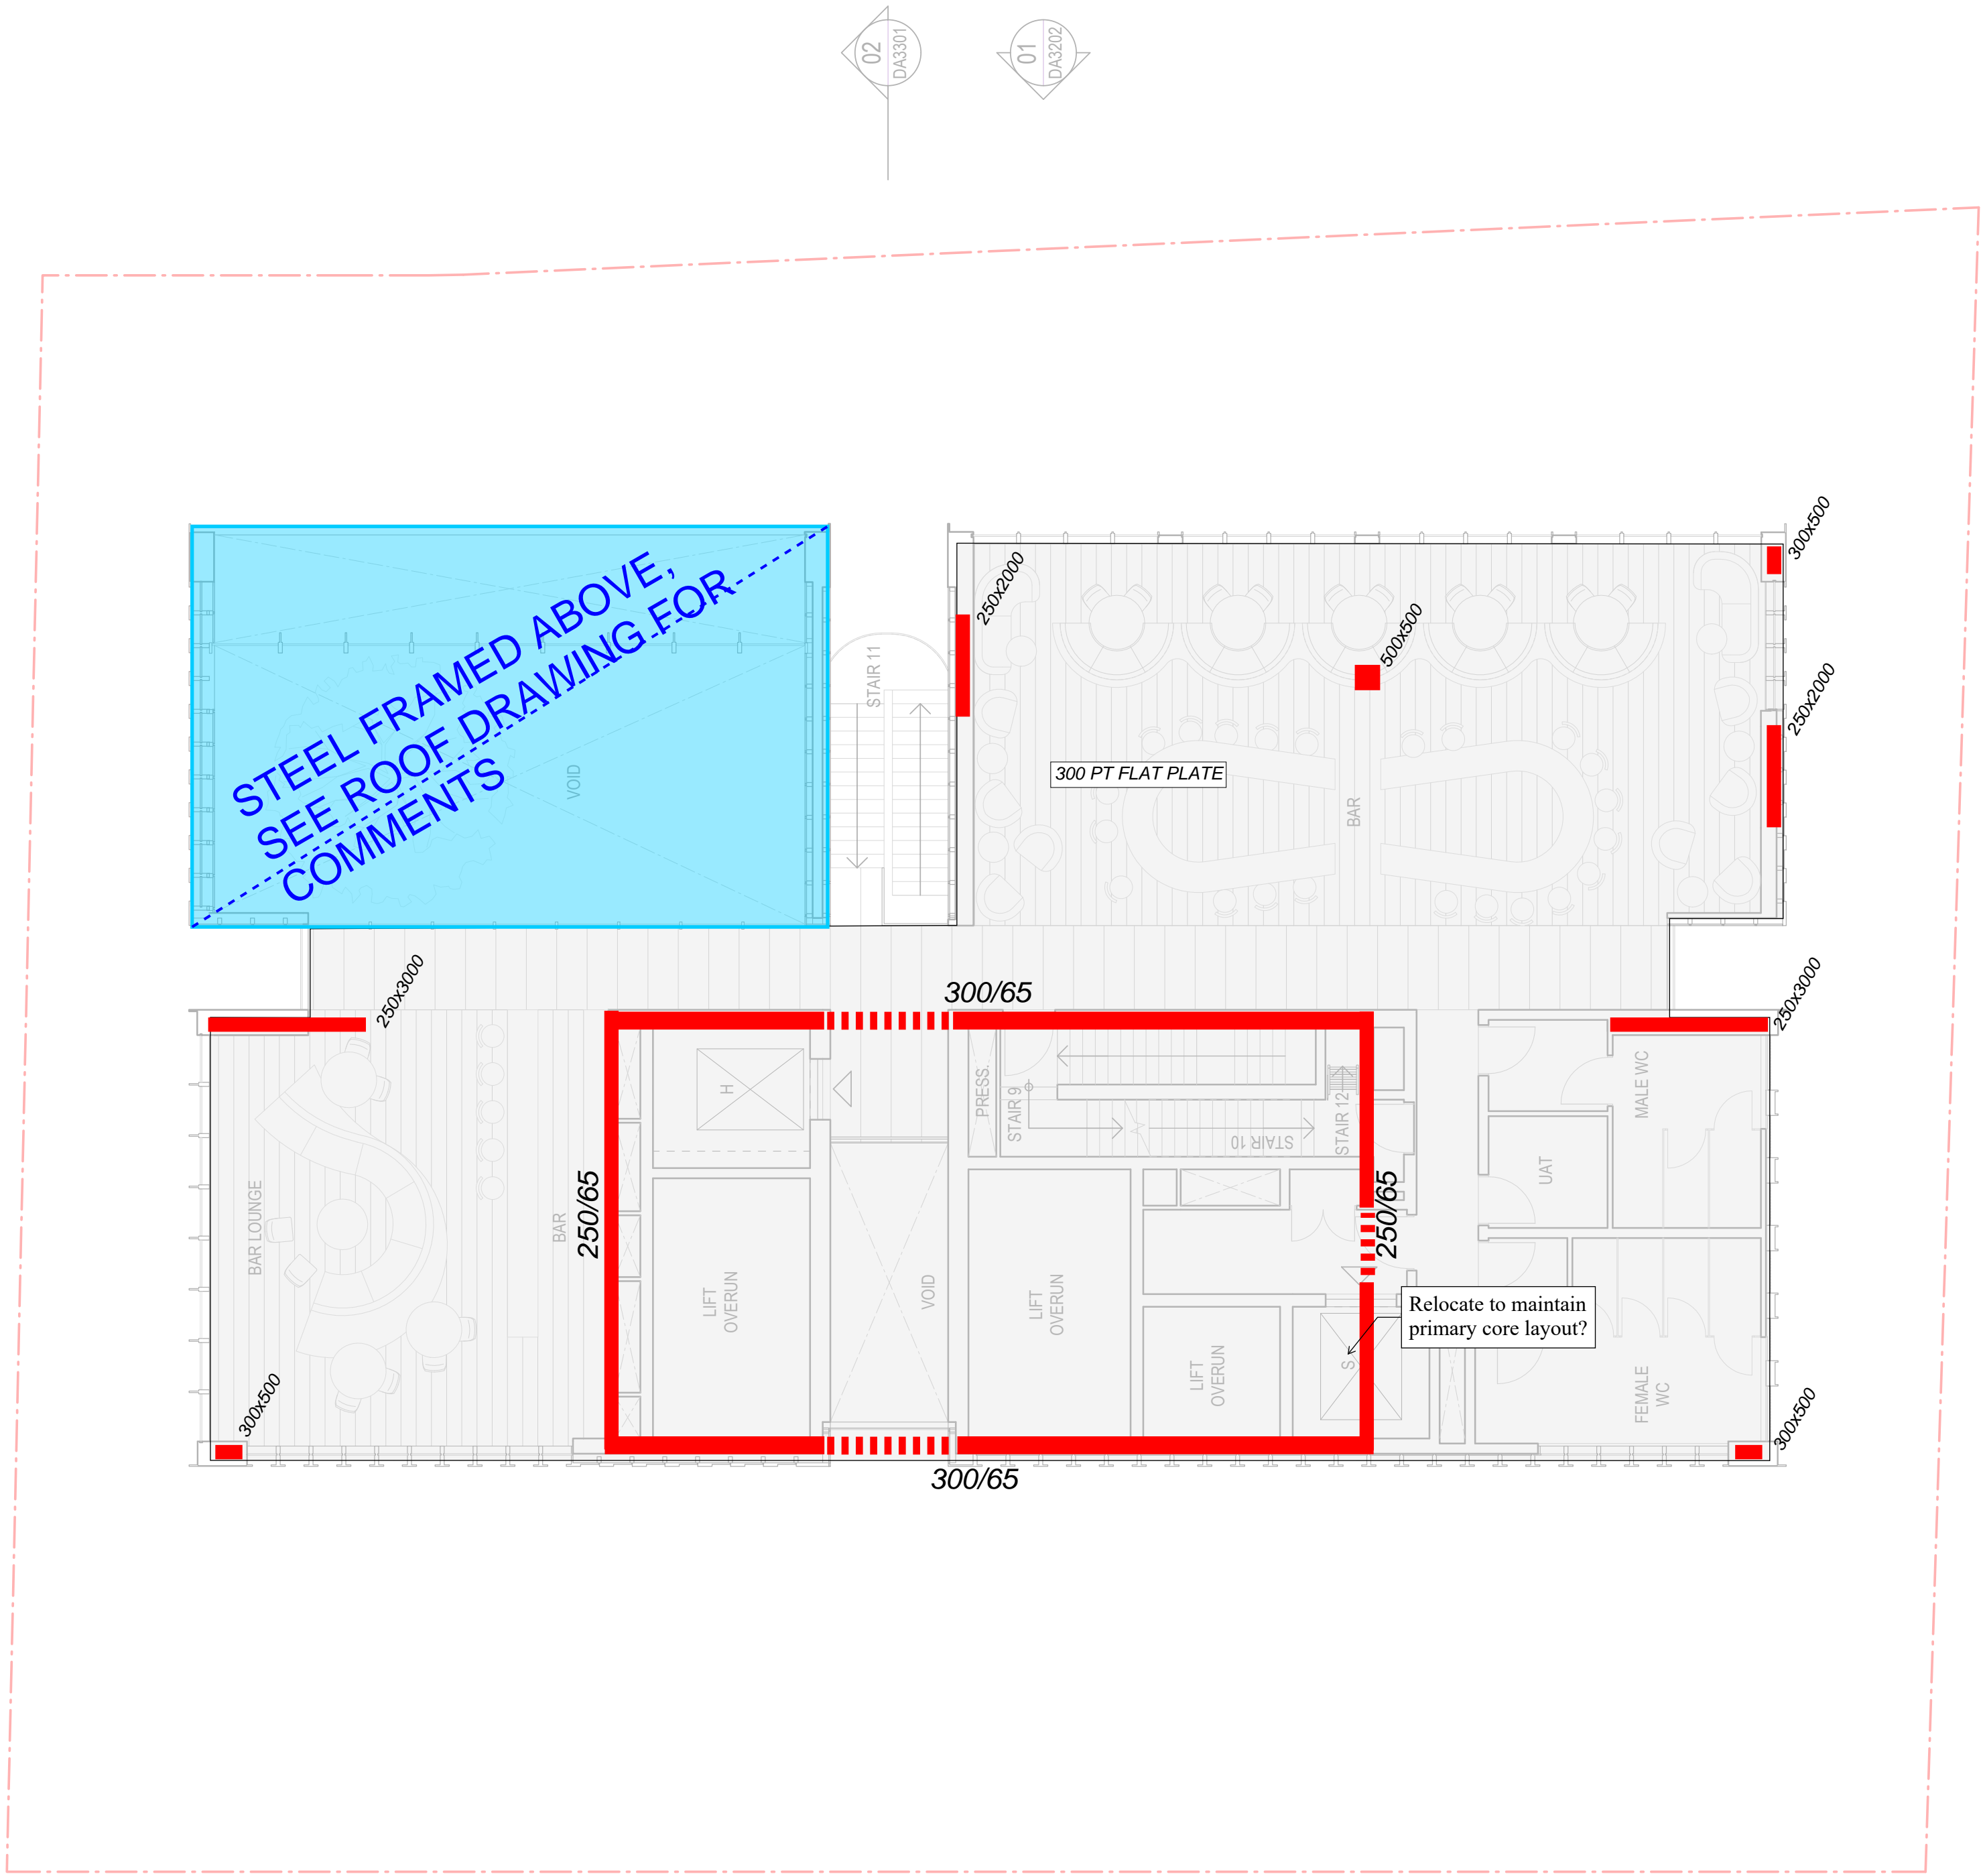 02
DA3301
01
DA3202
STEEL FRAMED ABOVE,
SEE ROOF DRAWING FOR
COMMENTS
VOID
STAIR 11
250x2000
500x500
300x500
250x2000
300 PT FLAT PLATE
BAR
250x3000
300/65
250x3000
H
PRESS.
STAIR 9
STAIR 10
STAIR 12
MALE WC
UAT
BAR LOUNGE
BAR
250/65
250/65
LIFT
OVERUN
VOID
LIFT
OVERUN
LIFT
OVERUN
S
Relocate to maintain
primary core layout?
FEMALE
WC
300x500
300x500
300/65